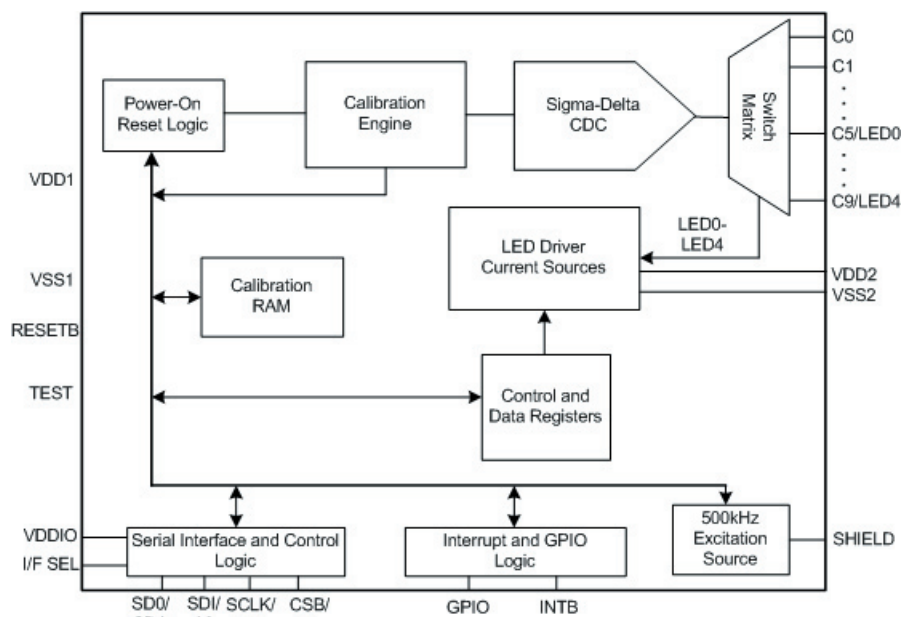 C0
C1
Power-On
Reset Logic
Calibration
Engine
Sigma-Delta
CDC
Switch
Matrix
C5/LED0
VDD1
C9/LED4
LED0-
LED4
LED Driver
Current Sources
VDD2
VSS2
VSS1
Calibration
RAM
RESETB
TEST
Control and
Data Registers
VDDIO
I/F SEL
Serial Interface and Control
Logic
Interrupt and GPIO
Logic
500kHz
Excitation
Source
SHIELD
SD0/
SDI/
SCLK/
CSB/
GPIO
INTB